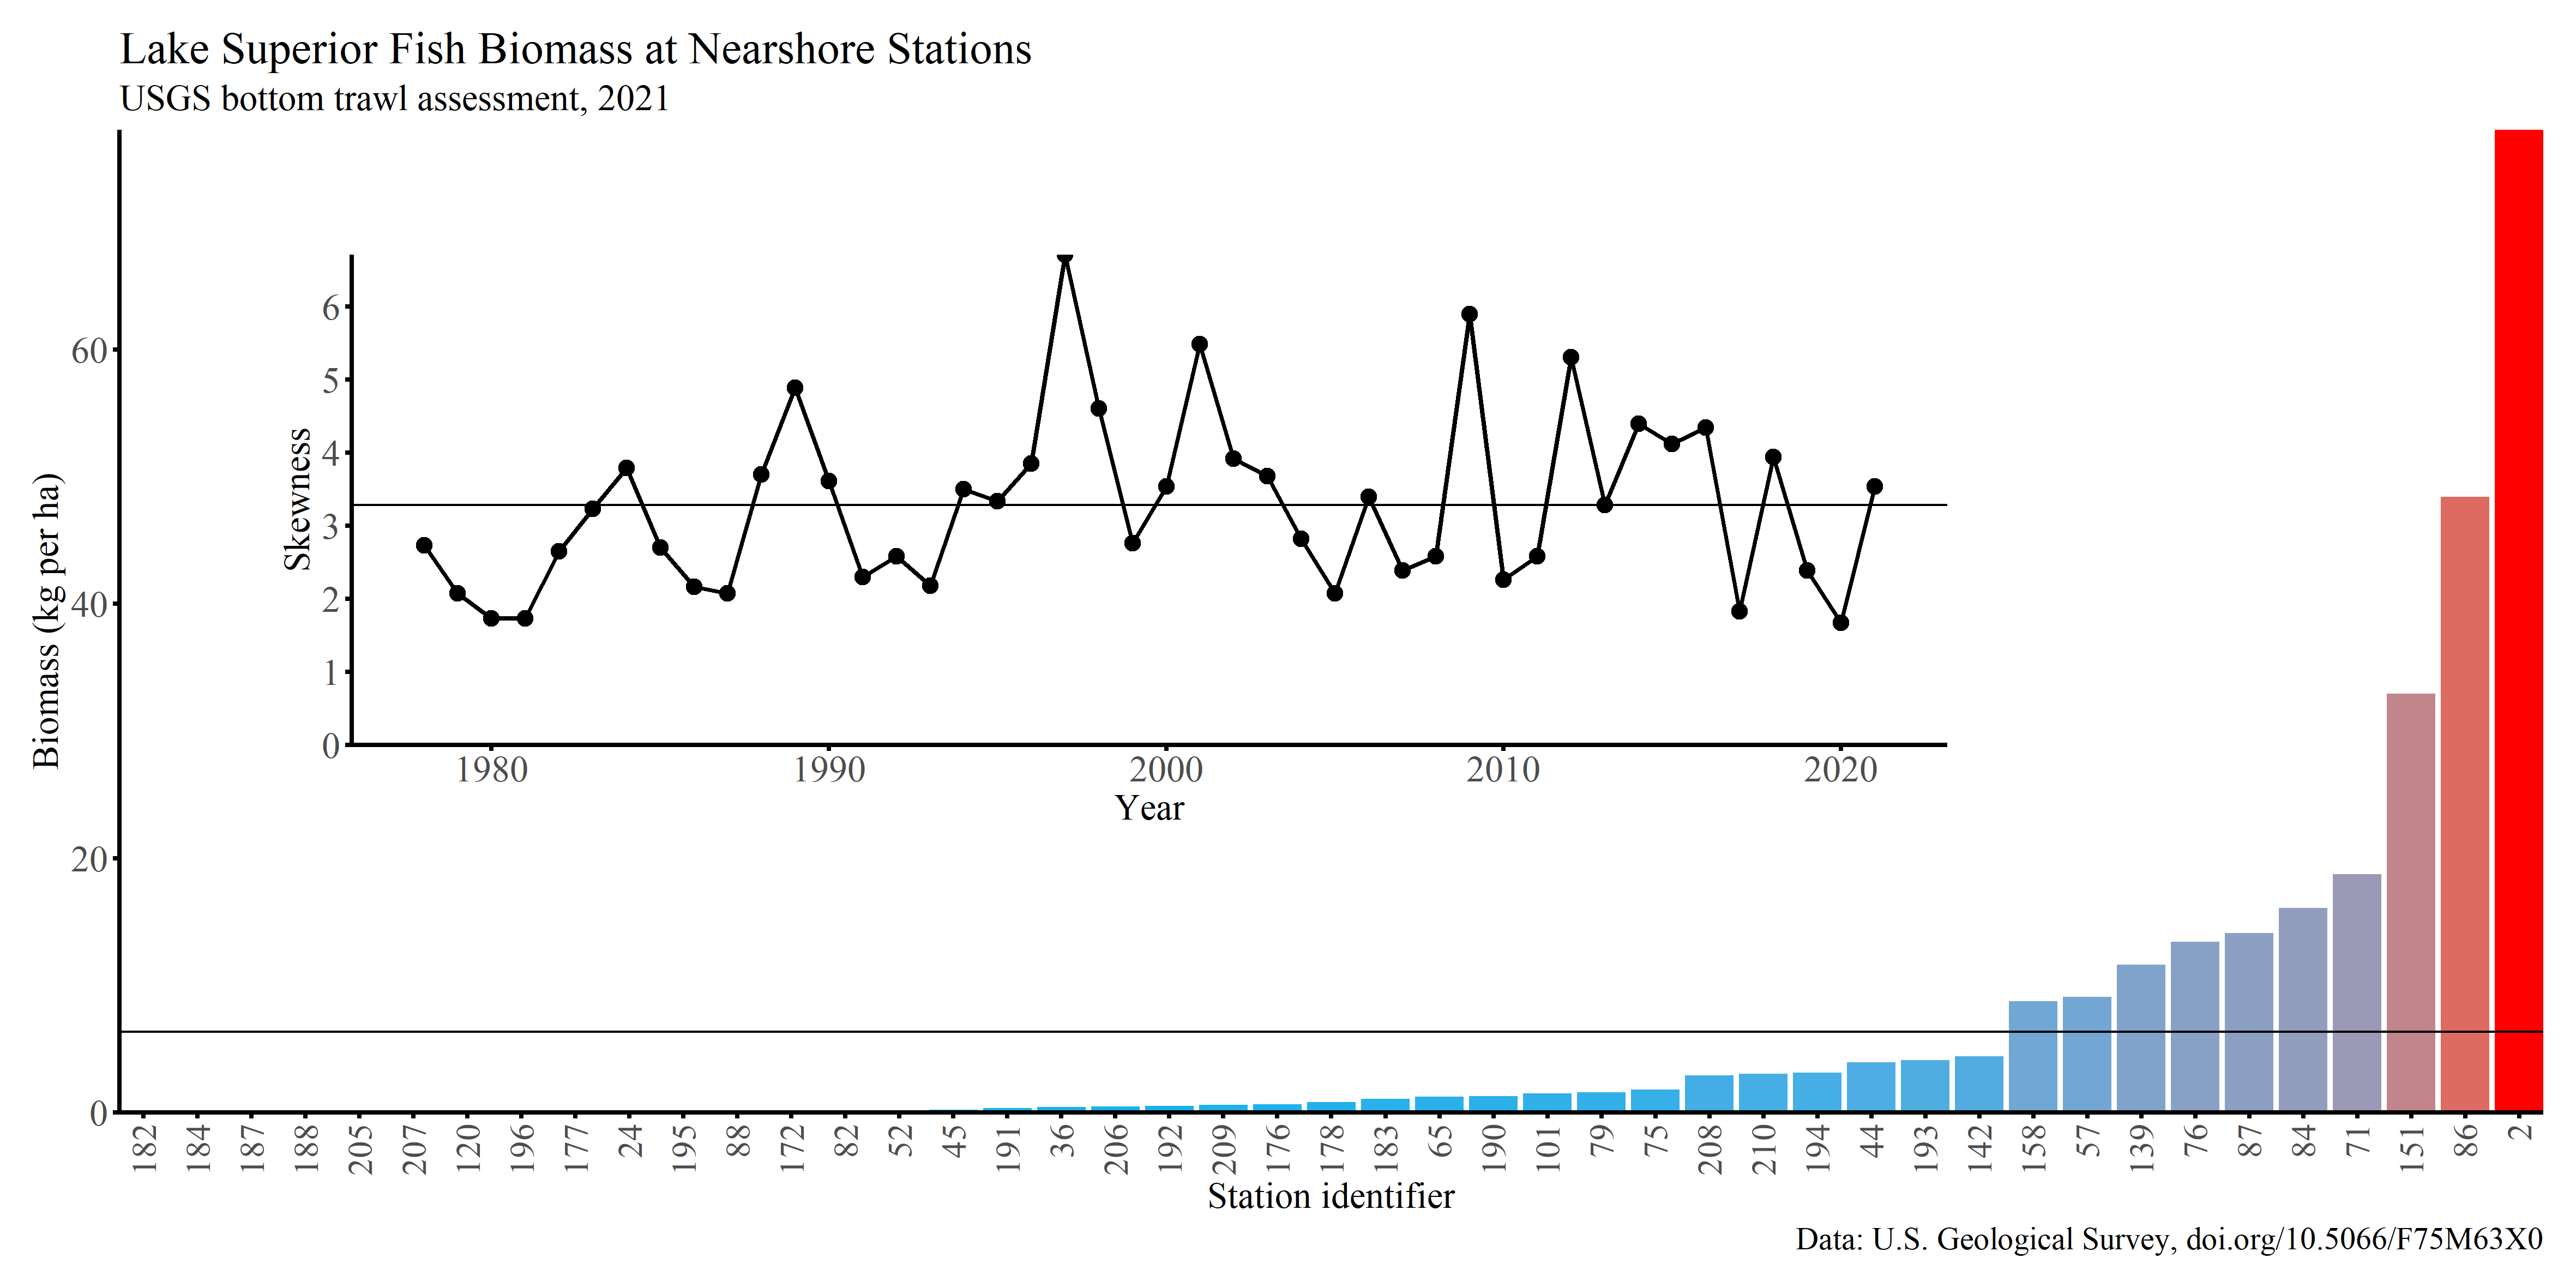 Lake Superior Fish Biomass at Nearshore Stations
USGS bottom trawl assessment, 2021
Biomass (kg per ha)
60
40
20
0
Skewness
6
5
4
3
2
1
0
1980 1990 2000 2010 2020
Year
182 184 187 188 205 207 120 196 177 24 195 88 172 82 52 45 191 36 206 192 209 176 178 183 65 190 101 79 75 208 210 194 44 193 142 158 57 139 76 87 84 71 151 86 2
Station identifier
Data: U.S. Geological Survey, doi.org/10.5066/F75M63X0